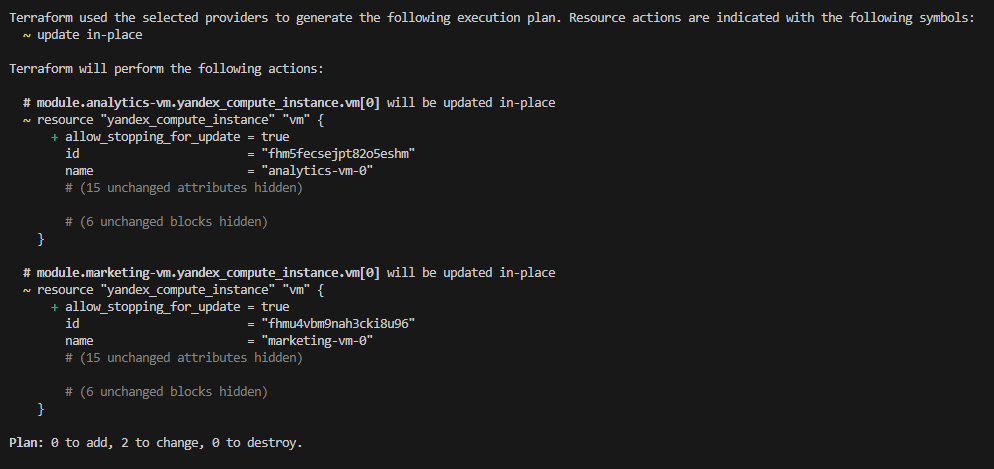 Terraform used the selected providers to generate the following execution plan. Resource actions are indicated with the following symbols:
  ~ update in-place

Terraform will perform the following actions:

  # module.analytics-vm.yandex_compute_instance.vm[0] will be updated in-place
  ~ resource "yandex_compute_instance" "vm" {
      + allow_stopping_for_update = true
        id                        = "fhm5fecsejpt82o5eshm"
        name                      = "analytics-vm-0"
        # (15 unchanged attributes hidden)

        # (6 unchanged blocks hidden)
    }

  # module.marketing-vm.yandex_compute_instance.vm[0] will be updated in-place
  ~ resource "yandex_compute_instance" "vm" {
      + allow_stopping_for_update = true
        id                        = "fhmu4vbm9nah3cki8u96"
        name                      = "marketing-vm-0"
        # (15 unchanged attributes hidden)

        # (6 unchanged blocks hidden)
    }

Plan: 0 to add, 2 to change, 0 to destroy.